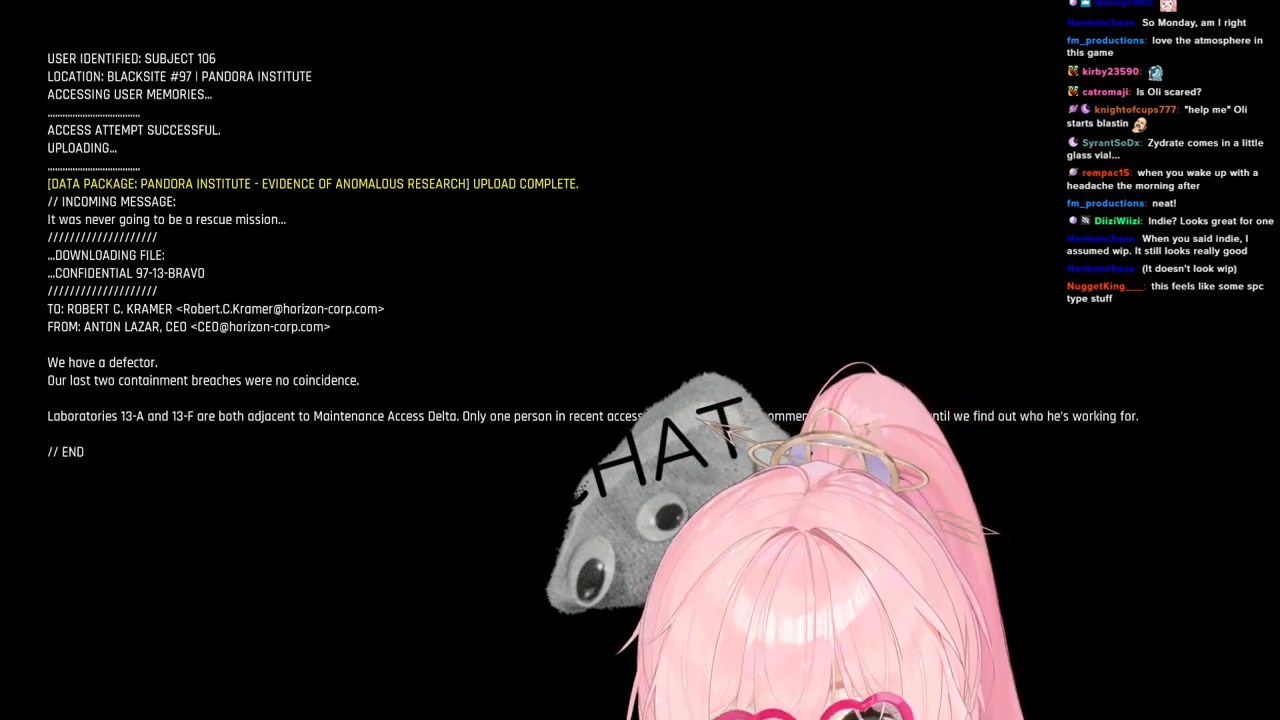 USER IDENTIFIED: SUBJECT 106
LOCATION: BLACKSITE #97 | PANDORA INSTITUTE
ACCESSING USER MEMORIES...
....................................
ACCESS ATTEMPT SUCCESSFUL.
UPLOADING...
....................................
[DATA PACKAGE: PANDORA INSTITUTE - EVIDENCE OF ANOMALOUS RESEARCH] UPLOAD COMPLETE.
// INCOMING MESSAGE:
It was never going to be a rescue mission...
////////////////////
...DOWNLOADING FILE:
...CONFIDENTIAL 97-13-BRAVO
////////////////////
TO: ROBERT C. KRAMER <Robert.C.Kramer@horizon-corp.com>
FROM: ANTON LAZAR, CEO <CEO@horizon-corp.com>
We have a defector.
Our last two containment breaches were no coincidence.
Laboratories 13-A and 13-F are both adjacent to Maintenance Access Delta. Only one person in recent access until we find out who he's working for.
// END
CHAT
Harmonchaos So Monday, am I right
fm_productions: love the atmosphere in
this game
kirby23590:
catromaji: Is Oli scared?
knightofcups777: "help me" Oli
starts blastin
SyrantSoDx: Zydrate comes in a little
glass vial...
rempac15: when you wake up with a
headache the morning after
fm_productions: neat!
DiiziWiizi: Indie? Looks great for one
When you said indie, I
assumed wip. It still looks really good
(It doesn't look wip)
NuggetKing___: this feels like some spc
type stuff